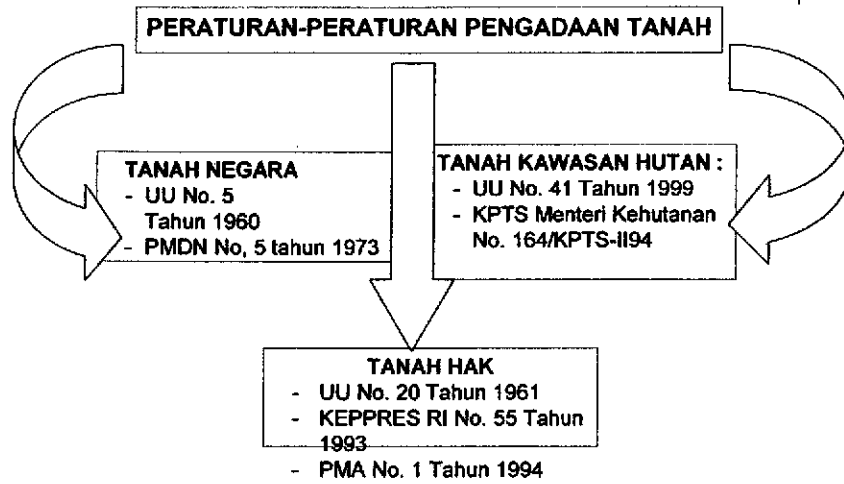 PERATURAN-PERATURAN PENGADAAN TANAH
TANAH NEGARA
- UU No. 5
Tahun 1960
- PMDN No, 5 tahun 1973
TANAH KAWASAN HUTAN :
- UU No. 41 Tahun 1999
- KPTS Menteri Kehutanan
No. 164/KPTS-II94
TANAH HAK
- UU No. 20 Tahun 1961
- KEPPRES RI No. 55 Tahun
1993
- PMA No. 1 Tahun 1994